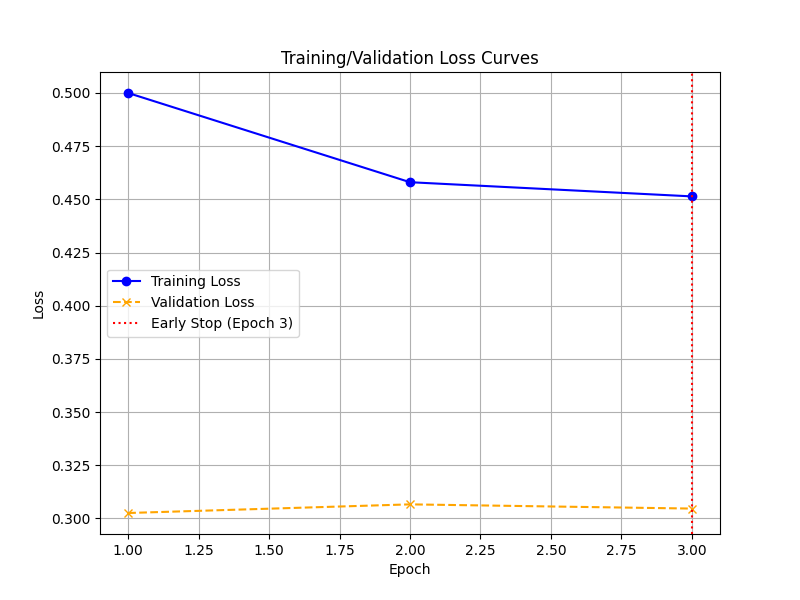 Training/Validation Loss Curves
0.500
0.475
0.450
0.425
0.400
0.375
0.350
0.325
0.300
Loss
Training Loss
Validation Loss
Early Stop (Epoch 3)
1.00 1.25 1.50 1.75 2.00 2.25 2.50 2.75 3.00
Epoch